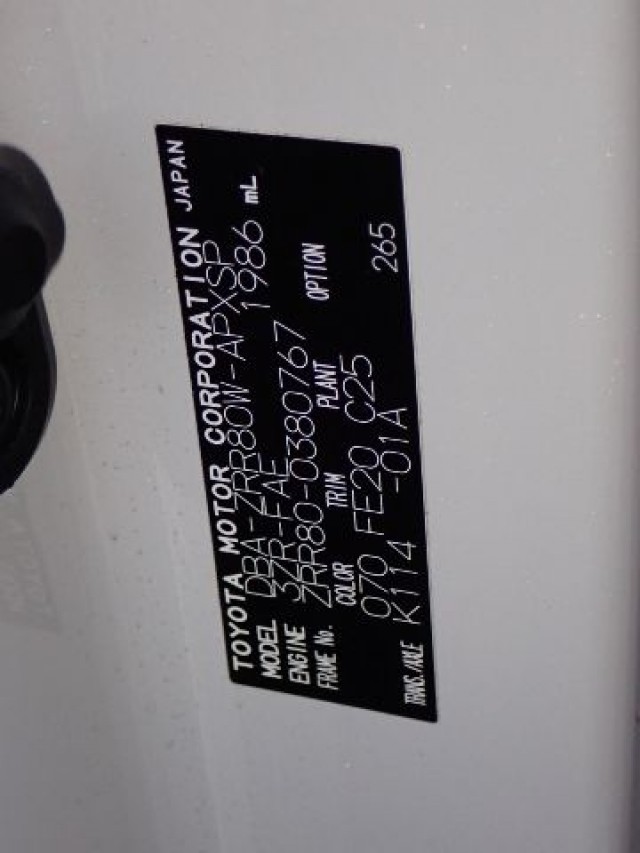 TOYOTA MOTOR CORPORATION JAPAN
MODEL DBA-ZRR80W-APXSP
ENGINE 3ZR-FAE 1986 mL
FRAME No. ZRR80-0380767
COLOR TRIM PLANT OPTION
070 FE20 C25
TRANS./AXLE K114 -01A 265